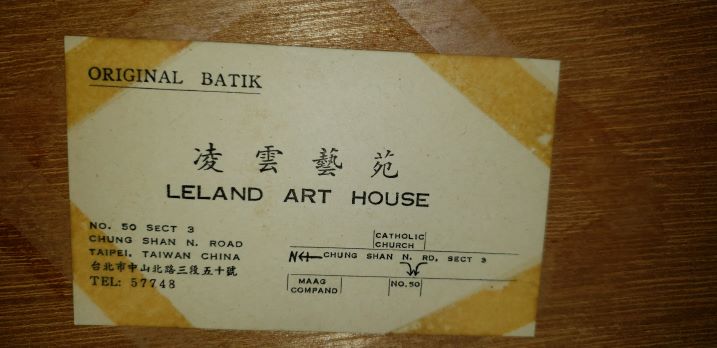 ORIGINAL BATIK
凌雲藝苑
LELAND ART HOUSE
NO. 50 SECT 3
CHUNG SHAN N. ROAD
TAIPEI, TAIWAN CHINA
台北市中山北路三段五十號
TEL: 57748
CATHOLIC
CHURCH
N CHUNG SHAN N. RD, SECT 3
MAAG
COMPAND
NO.50